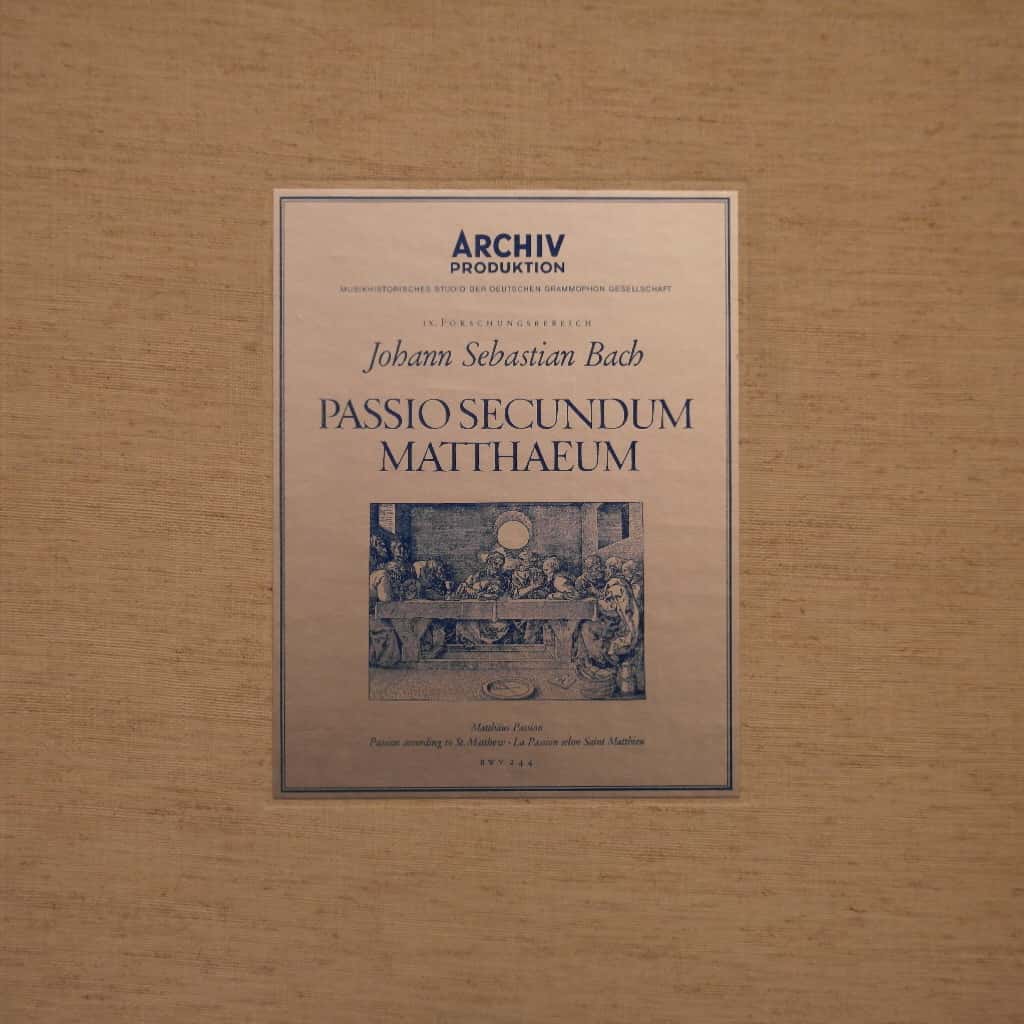 ARCHIV
PRODUKTION
MUSIKHISTORISCHES STUDIO DER DEUTSCHEN GRAMMOPHON GESELLSCHAFT
IX. FORSCHUNGSBEREICH
Johann Sebastian Bach
PASSIO SECUNDUM
MATTHAEUM
Matthäus Passion
Passion according to St. Matthew · La Passion selon Saint Matthieu
BWV 244